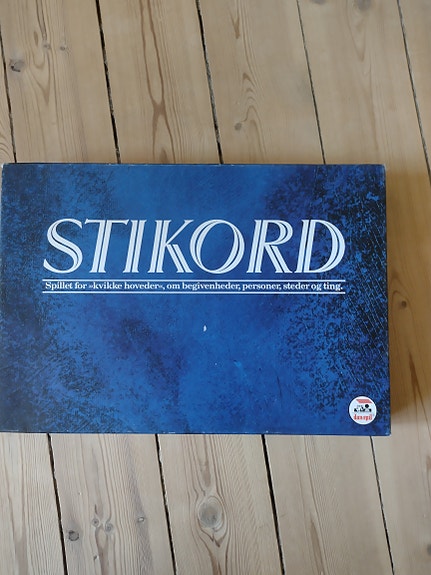 STIKORD
Spillet for »kvikke hoveder«, om begivenheder, personer, steder og ting.
danspil